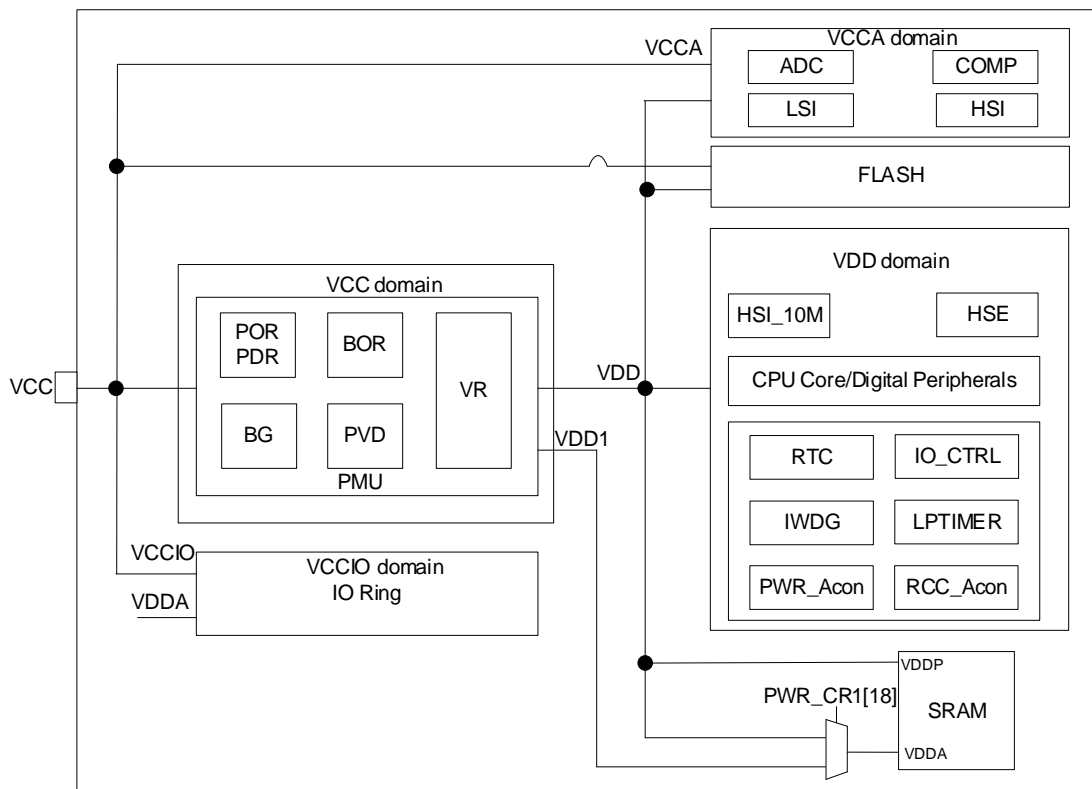 VCCA
VCCA domain
ADC
COMP
LSI
HSI
FLASH
VCC domain
POR
PDR
BOR
VR
BG
PVD
PMU
VCC
VDD
VDD1
VDD domain
HSI_10M
HSE
CPU Core/Digital Peripherals
RTC
IO_CTRL
IWDG
LPTIMER
PWR_Acon
RCC_Acon
VCCIO
VCCIO domain
IO Ring
VDDA
PWR_CR1[18]
VDDP
SRAM
VDDA